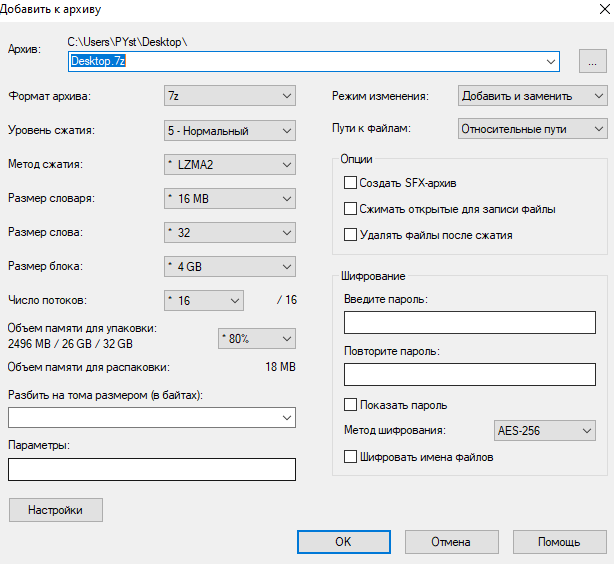 Добавить к архиву
Архив:
C:\Users\PYst\Desktop\
Desktop.7z
...
Формат архива:
7z
Уровень сжатия:
5 - Нормальный
Метод сжатия:
* LZMA2
Размер словаря:
* 16 MB
Размер слова:
* 32
Размер блока:
* 4 GB
Число потоков:
* 16
/ 16
Объем памяти для упаковки:
2496 MB / 26 GB / 32 GB
* 80%
Объем памяти для распаковки:
18 MB
Разбить на тома размером (в байтах):
Параметры:
Настройки
Режим изменения:
Добавить и заменить
Пути к файлам:
Относительные пути
Опции
Создать SFX-архив
Сжимать открытые для записи файлы
Удалять файлы после сжатия
Шифрование
Введите пароль:
Повторите пароль:
Показать пароль
Метод шифрования:
AES-256
Шифровать имена файлов
OK
Отмена
Помощь